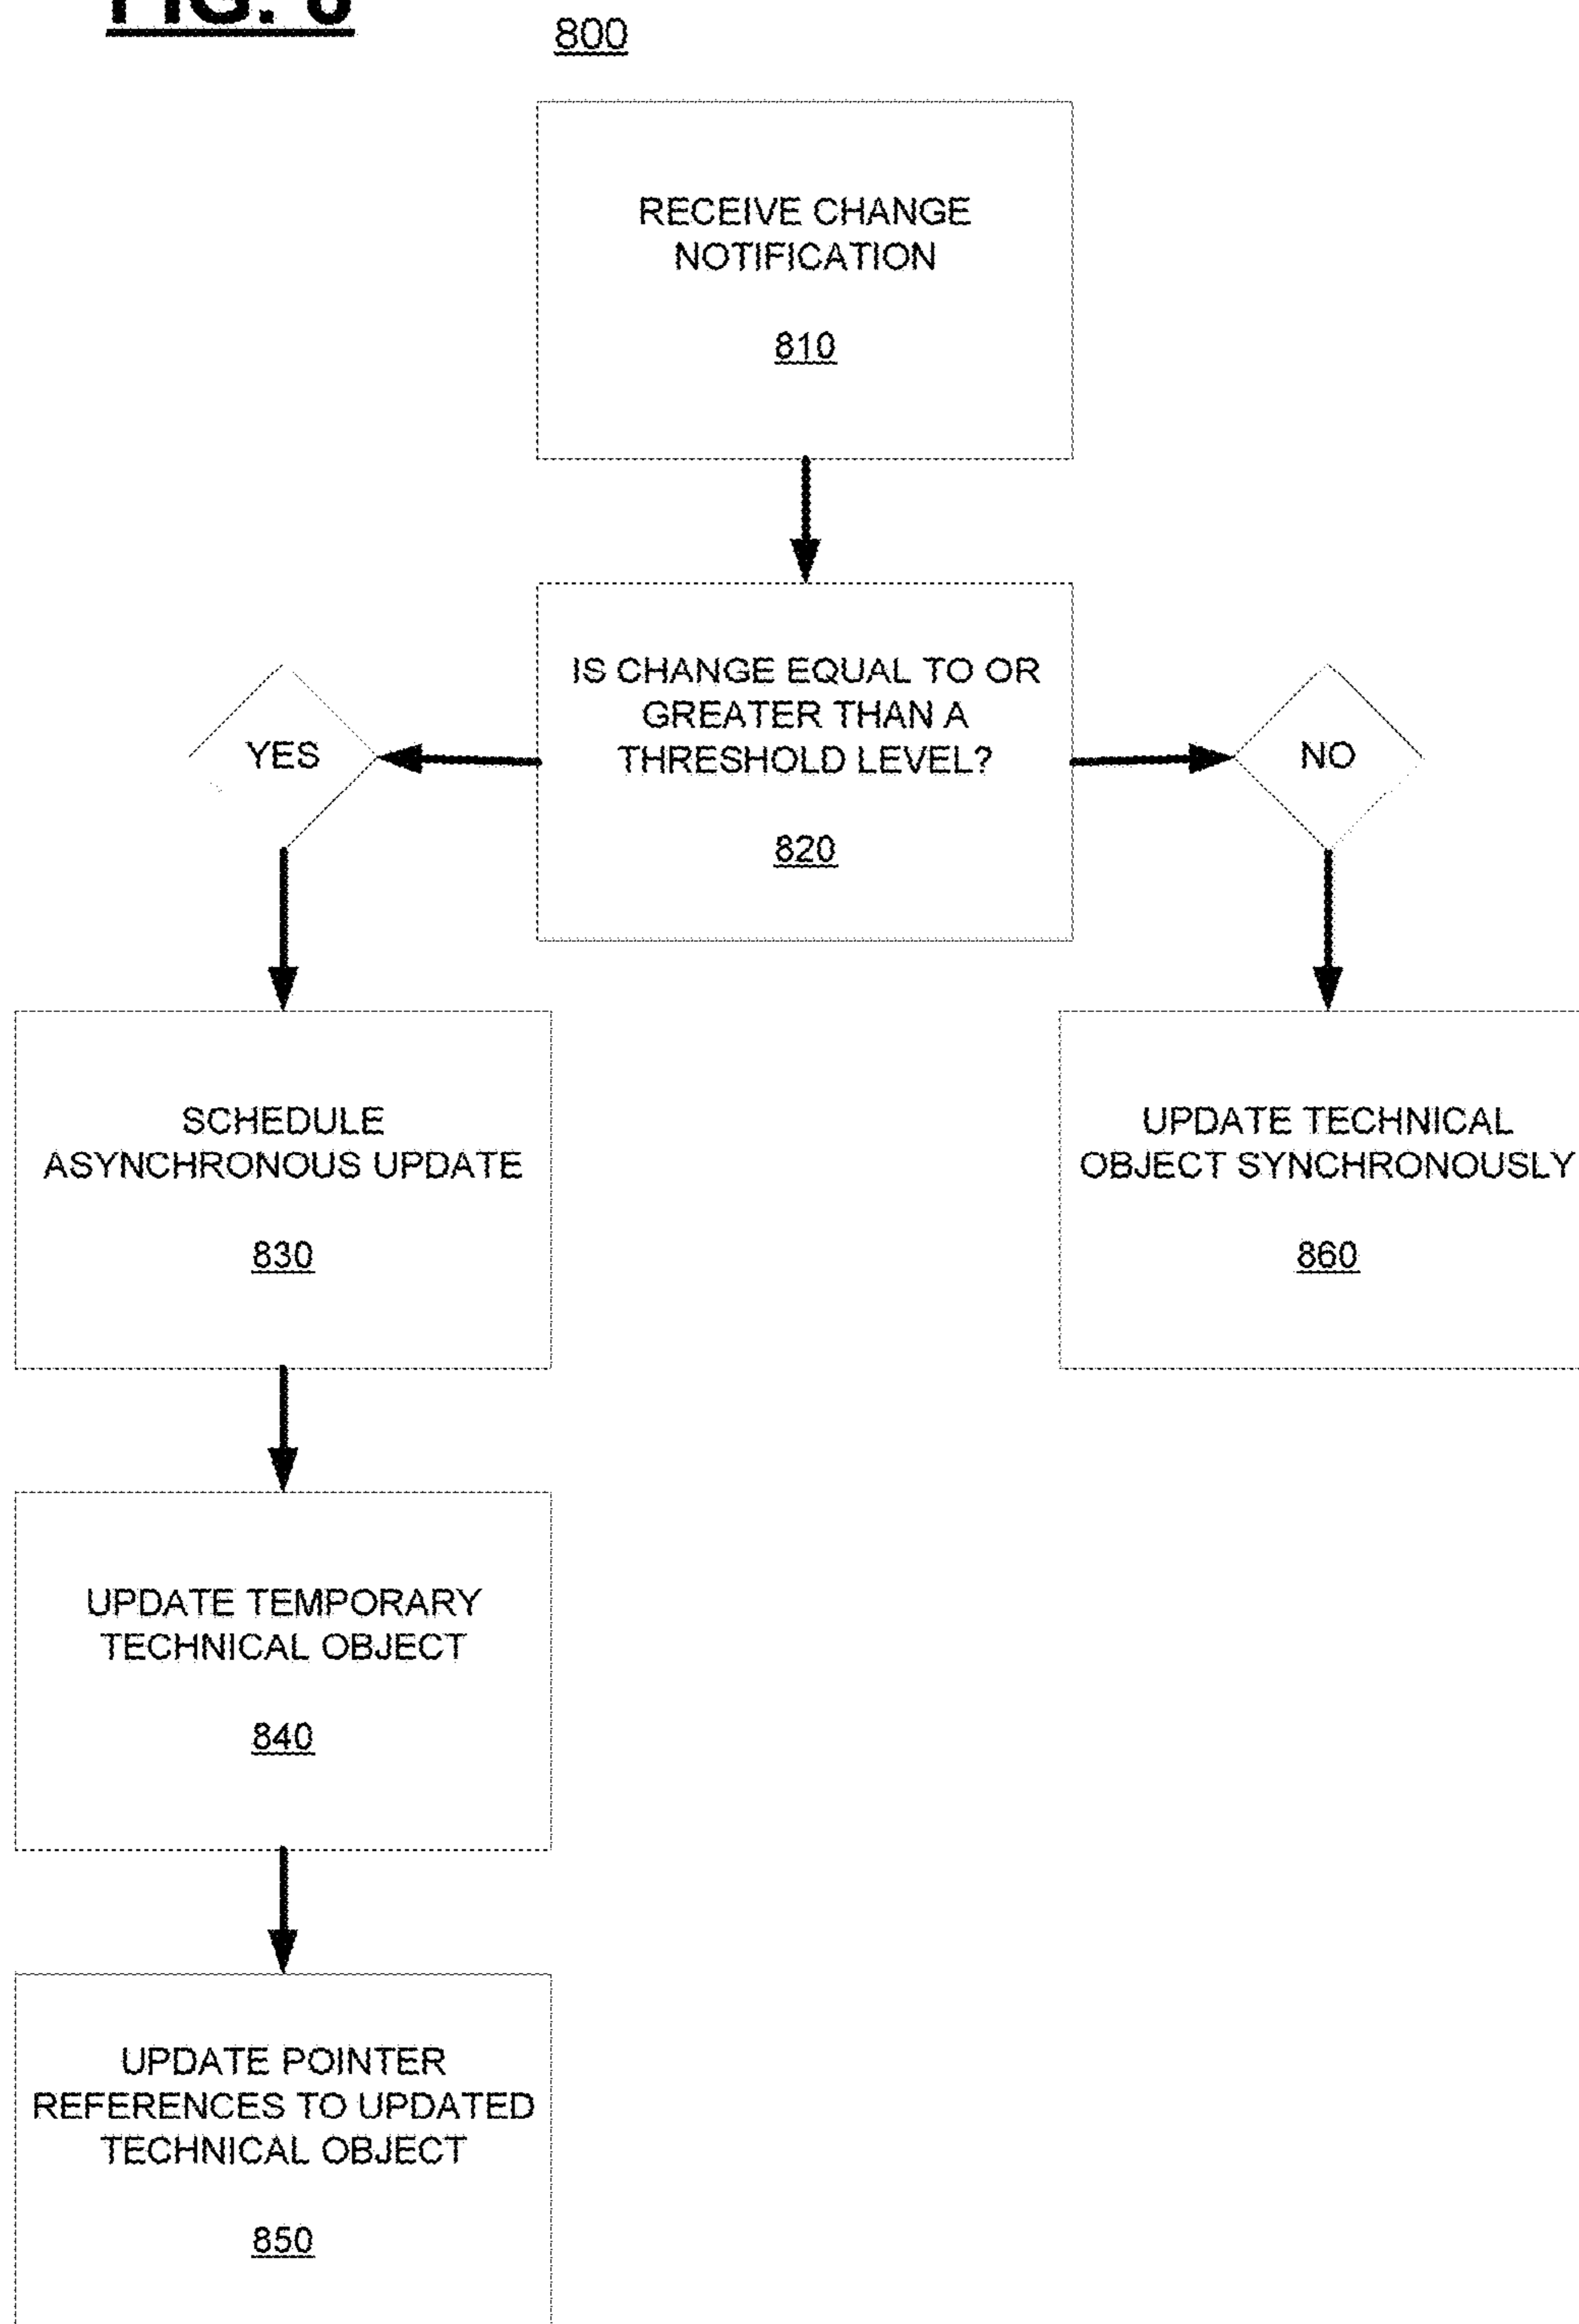 FIG. 8
800
RECEIVE CHANGE
NOTIFICATION
810
IS CHANGE EQUAL TO OR
GREATER THAN A
THRESHOLD LEVEL?
820
YES
NO
SCHEDULE
ASYNCHRONOUS UPDATE
830
UPDATE TECHNICAL
OBJECT SYNCHRONOUSLY
860
UPDATE TEMPORARY
TECHNICAL OBJECT
840
UPDATE POINTER
REFERENCES TO UPDATED
TECHNICAL OBJECT
850